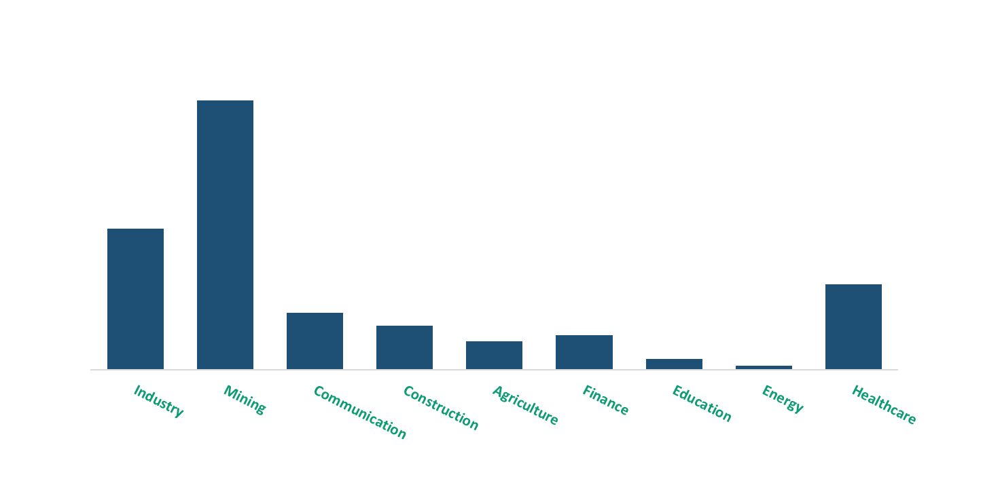 Industry
Mining
Communication
Construction
Agriculture
Finance
Education
Energy
Healthcare